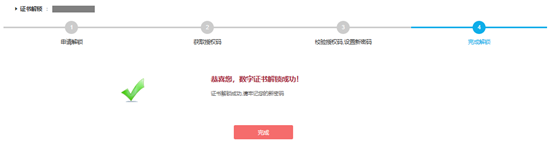 证书解锁 ：
1 2 3 4
申请解锁 获取授权码 校验授权码,设置新密码 完成解锁
恭喜您，数字证书解锁成功！
证书解锁成功,请牢记您的新密码
完成